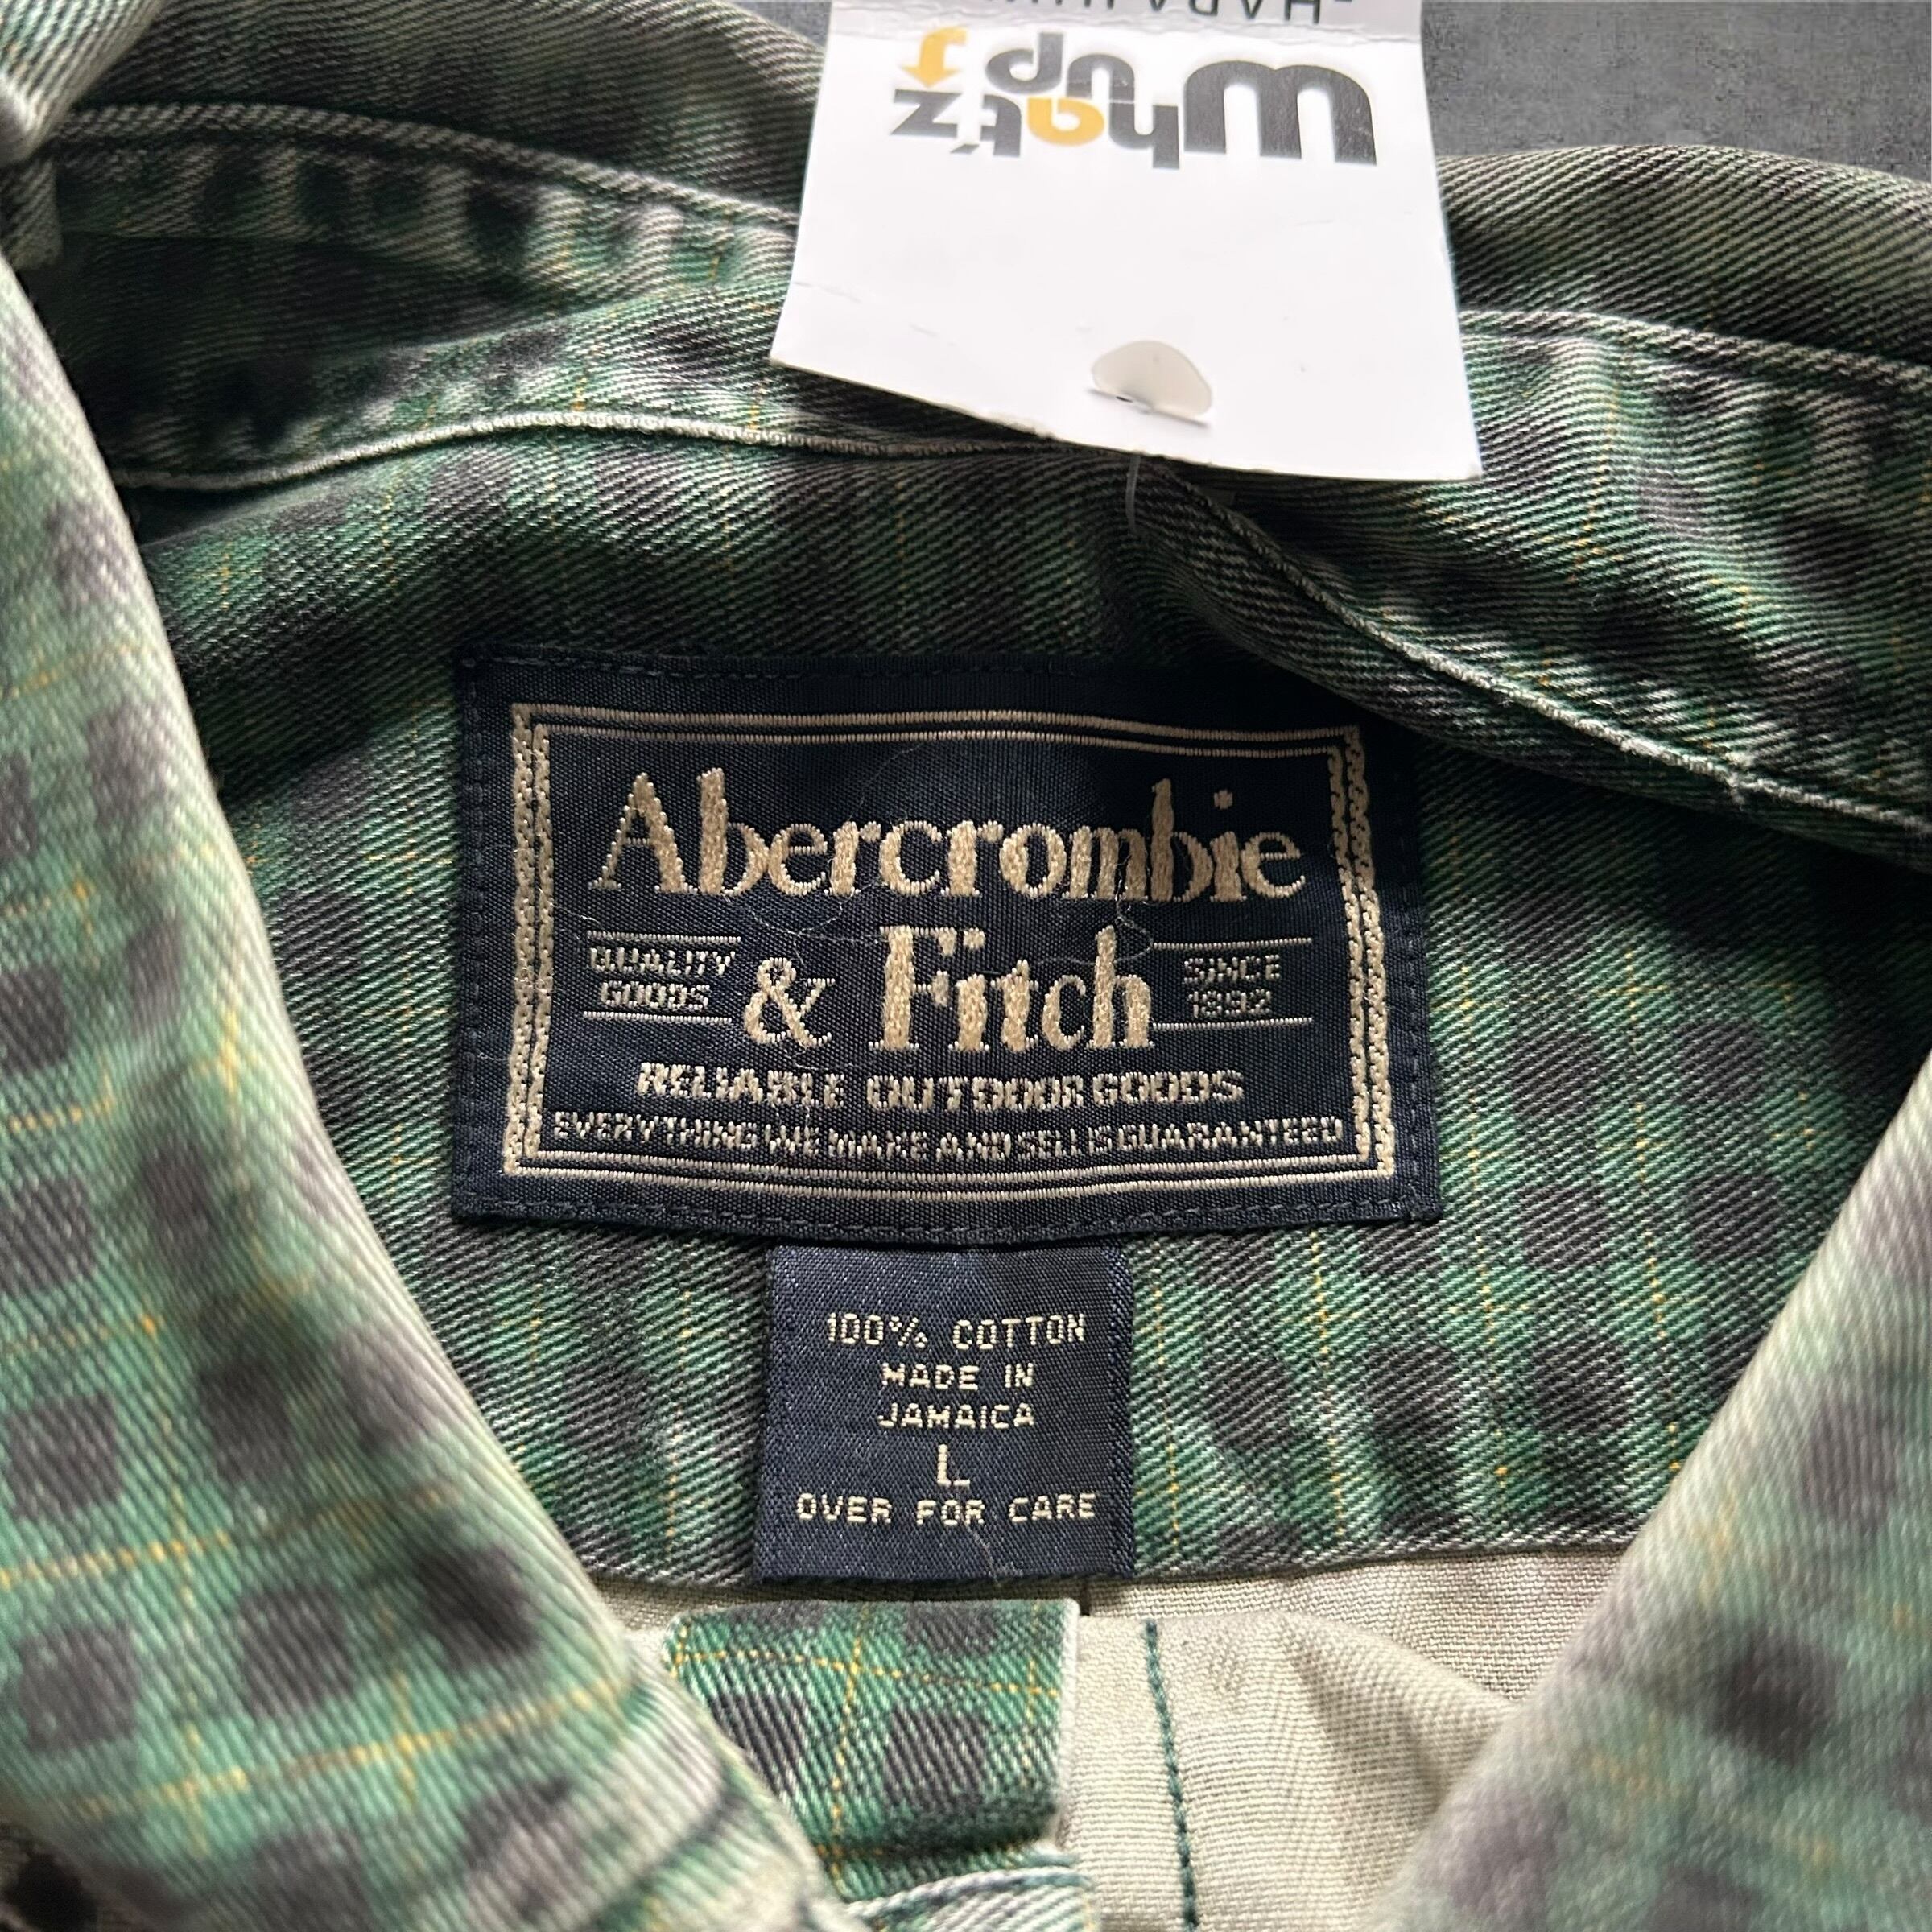 What'z
up
Abercrombie
& Fitch
QUALITY
GOODS
SINCE
1892
RELIABLE OUTDOOR GOODS
EVERYTHING WE MAKE AND SELL IS GUARANTEED
100% COTTON
MADE IN
JAMAICA
L
OVER FOR CARE